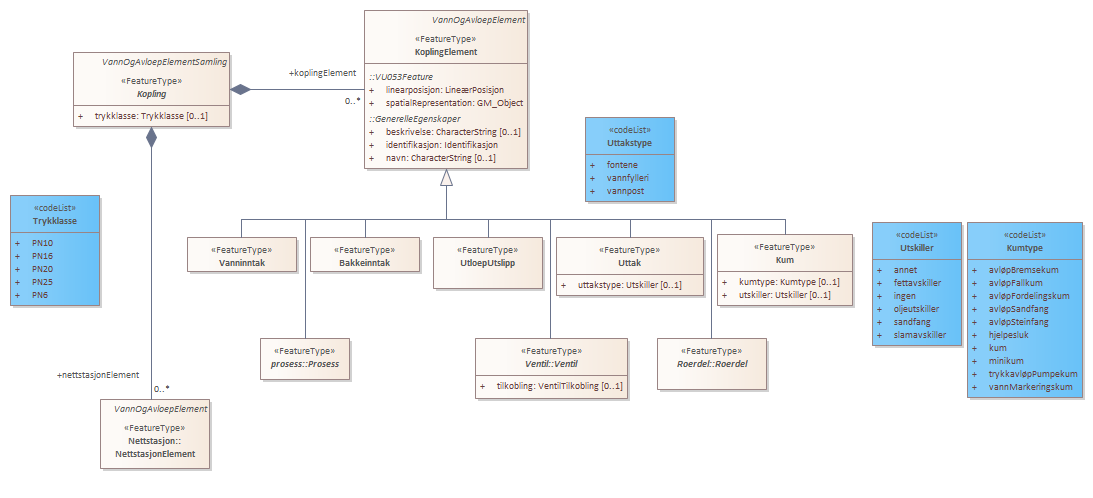 VannOgAvloepElement
«FeatureType»
KoplingElement
::VU053Feature
+ linearposisjon: LineærPosisjon
+ spatialRepresentation: GM_Object
::GenerelleEgenskaper
+ beskrivelse: CharacterString [0..1]
+ identifikasjon: Identifikasjon
+ navn: CharacterString [0..1]
VannOgAvloepElementSamling
«FeatureType»
Kopling
+ trykklasse: Trykklasse [0..1]
+koplingElement
0..*
«codeList»
Uttakstype
+ fontene
+ vannfylleri
+ vannpost
«codeList»
Trykklasse
+ PN10
+ PN16
+ PN20
+ PN25
+ PN6
«FeatureType»
Vanninntak
«FeatureType»
Bakkeinntak
«FeatureType»
UtloepUtslipp
«FeatureType»
Uttak
+ uttakstype: Utskiller [0..1]
«FeatureType»
Kum
+ kumtype: Kumtype [0..1]
+ utskiller: Utskiller [0..1]
«codeList»
Utskiller
+ annet
+ fettavskiller
+ ingen
+ oljeutskiller
+ sandfang
+ slamavskiller
«codeList»
Kumtype
+ avløpBremsekum
+ avløpFallkum
+ avløpFordelingskum
+ avløpSandfang
+ avløpSteinfang
+ hjelpesluk
+ kum
+ minikum
+ trykkavløpPumpekum
+ vannMarkeringskum
«FeatureType»
prosess::Prosess
«FeatureType»
Ventil::Ventil
+ tilkobling: VentilTilkobling [0..1]
«FeatureType»
Roerdel::Roerdel
+nettstasjonElement
0..*
VannOgAvloepElement
«FeatureType»
Nettstasjon::
NettstasjonElement